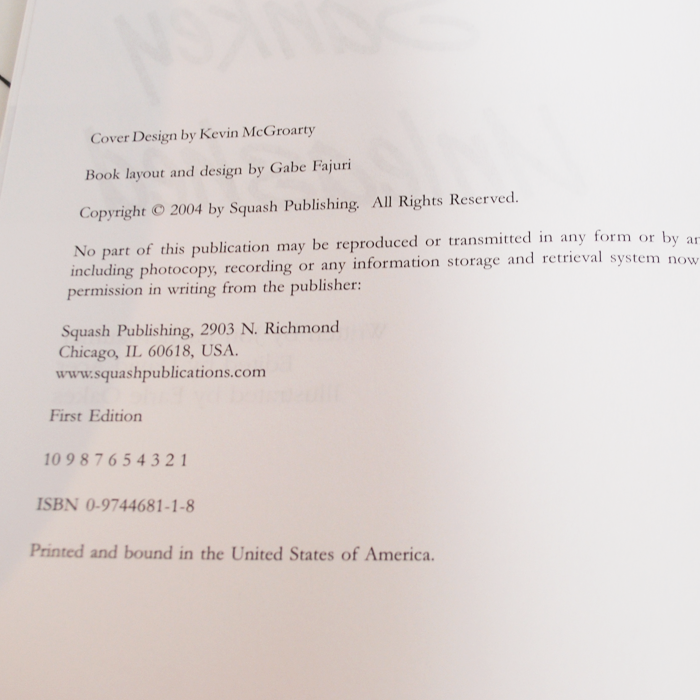 Cover Design by Kevin McGroarty
Book layout and design by Gabe Fajuri
Copyright © 2004 by Squash Publishing. All Rights Reserved.
No part of this publication may be reproduced or transmitted in any form or by
including photocopy, recording or any information storage and retrieval system now
permission in writing from the publisher:
Squash Publishing, 2903 N. Richmond
Chicago, IL 60618, USA.
www.squashpublications.com
First Edition
10 9 8 7 6 5 4 3 2 1
ISBN 0-9744681-1-8
Printed and bound in the United States of America.